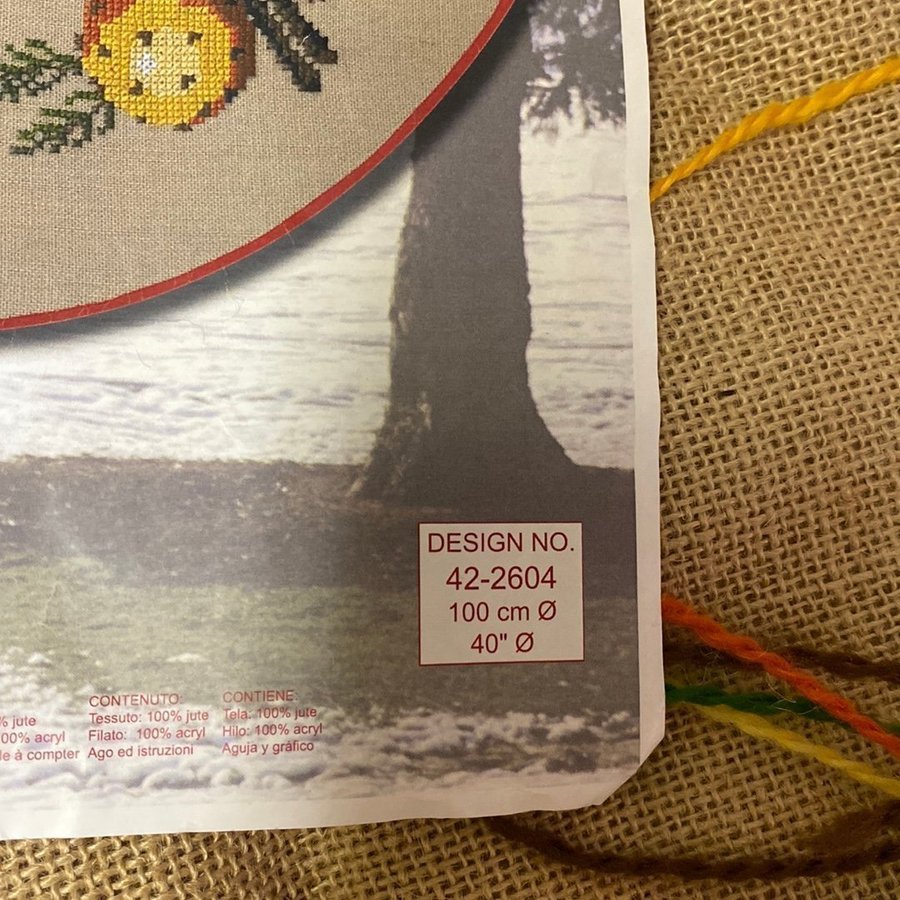 DESIGN NO.
42-2604
100 cm Ø
40" Ø
% jute
00% acryl
le à compter
CONTENUTO:
Tessuto: 100% jute
Filato: 100% acryl
Ago ed istruzioni
CONTIENE:
Tela: 100% jute
Hilo: 100% acryl
Aguja y gráfico